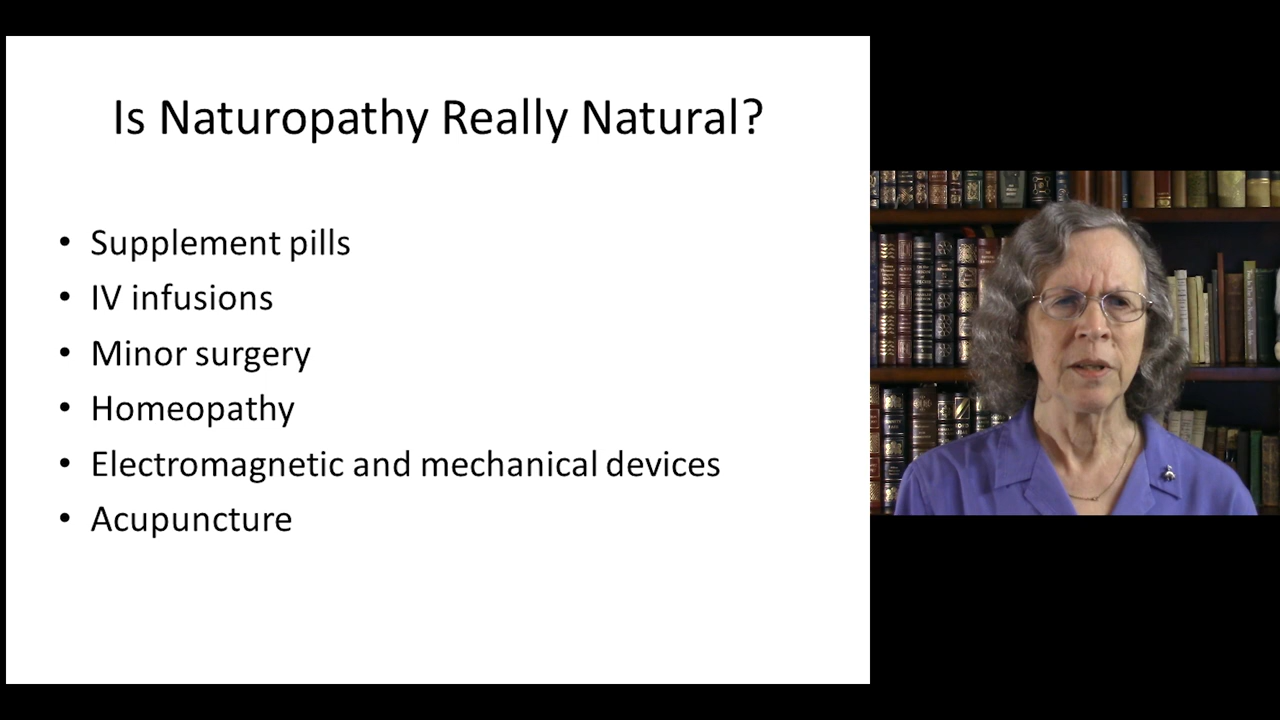 Is Naturopathy Really Natural?
• Supplement pills
• IV infusions
• Minor surgery
• Homeopathy
• Electromagnetic and mechanical devices
• Acupuncture